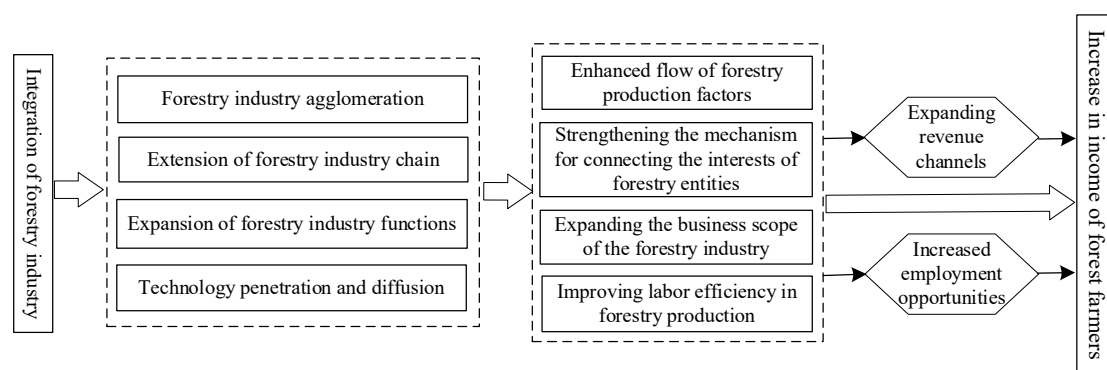 Integration of forestry industry
Forestry industry agglomeration
Extension of forestry industry chain
Expansion of forestry industry functions
Technology penetration and diffusion
Enhanced flow of forestry
production factors
Strengthening the mechanism
for connecting the interests of
forestry entities
Expanding the business scope
of the forestry industry
Improving labor efficiency in
forestry production
Expanding
revenue
channels
Increased
employment
opportunities
Increase in income of forest farmers